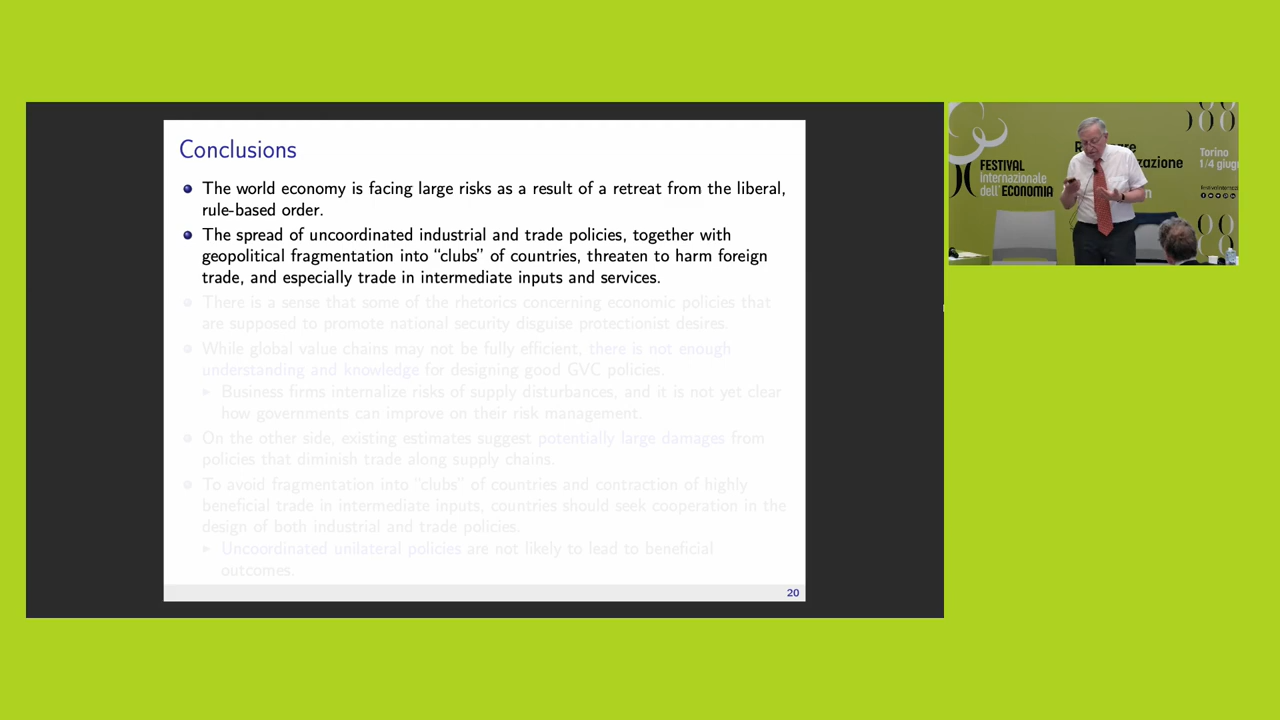 Conclusions
The world economy is facing large risks as a result of a retreat from the liberal,
rule-based order.
The spread of uncoordinated industrial and trade policies, together with
geopolitical fragmentation into “clubs” of countries, threaten to harm foreign
trade, and especially trade in intermediate inputs and services.
There is a sense that some of the rhetorics concerning economic policies that
are supposed to promote national security disguise protectionist desires.
While global value chains may not be fully efficient, there is not enough
understanding and knowledge for designing good GVC policies.
Business firms internalize risks of supply disturbances, and it is not yet clear
how governments can improve on their risk management.
On the other side, existing estimates suggest potentially large damages from
policies that diminish trade along supply chains.
To avoid fragmentation into “clubs” of countries and contraction of highly
beneficial trade in intermediate inputs, countries should seek cooperation in the
design of both industrial and trade policies.
Uncoordinated unilateral policies are not likely to lead to beneficial
outcomes.
20
FESTIVAL
Internazionale
dell'ECONOMIA
Torino
1/4